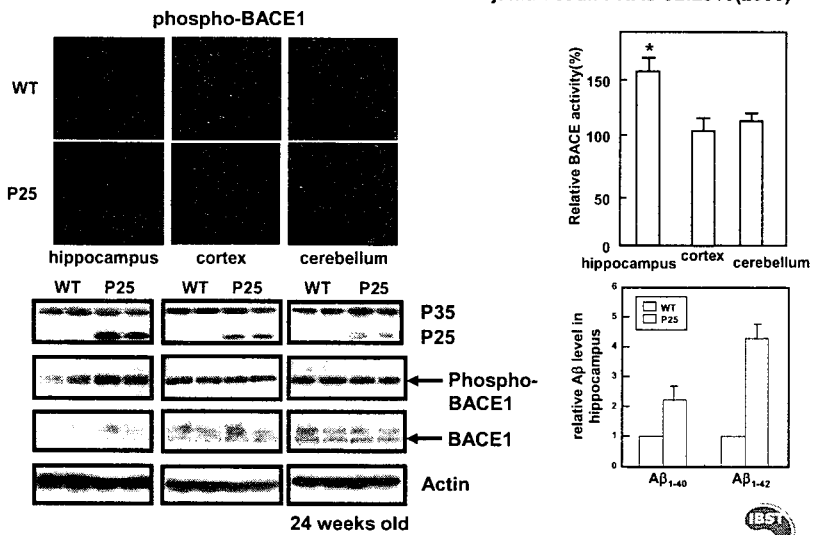 phospho-BACE1
WT
P25
hippocampus cortex cerebellum
WT P25 WT P25 WT P25
P35
P25
Phospho-
BACE1
BACE1
Actin
24 weeks old
Relative BACE activity(%)
150
100
50
0
*
hippocampus cortex cerebellum
relative Aβ level in
hippocampus
6
5
4
3
2
1
0
WT
P25
Aβ1-40 Aβ1-42
IBST